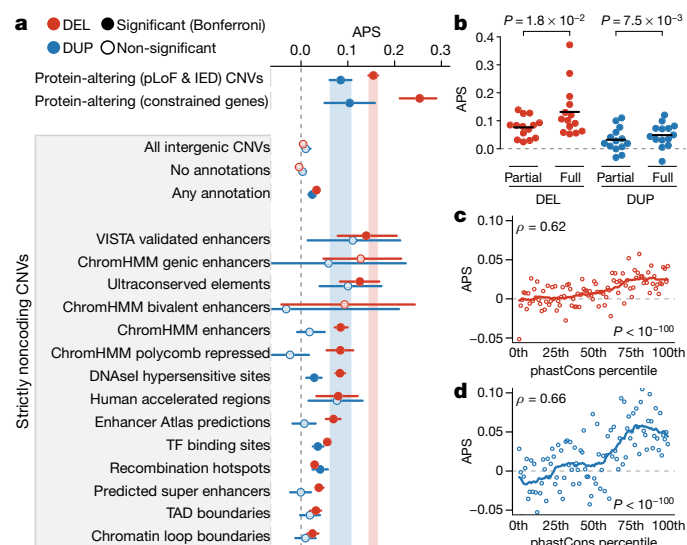 a
DEL Significant (Bonferroni)
DUP Non-significant
APS
0.0 0.1 0.2 0.3
Protein-altering (pLoF & IED) CNVs
Protein-altering (constrained genes)
Strictly noncoding CNVs
All intergenic CNVs
No annotations
Any annotation
VISTA validated enhancers
ChromHMM genic enhancers
Ultraconserved elements
ChromHMM bivalent enhancers
ChromHMM enhancers
ChromHMM polycomb repressed
DNAseI hypersensitive sites
Human accelerated regions
Enhancer Atlas predictions
TF binding sites
Recombination hotspots
Predicted super enhancers
TAD boundaries
Chromatin loop boundaries
b
P = 1.8 × 10⁻² P = 7.5 × 10⁻³
APS
0.4
0.3
0.2
0.1
0.0
Partial Full Partial Full
DEL DUP
c
ρ = 0.62
APS
0.10
0.05
0
−0.05
P < 10⁻¹⁰⁰
0th 25th 50th 75th 100th
phastCons percentile
d
ρ = 0.66
APS
0.10
0.05
0
−0.05
P < 10⁻¹⁰⁰
0th 25th 50th 75th 100th
phastCons percentile